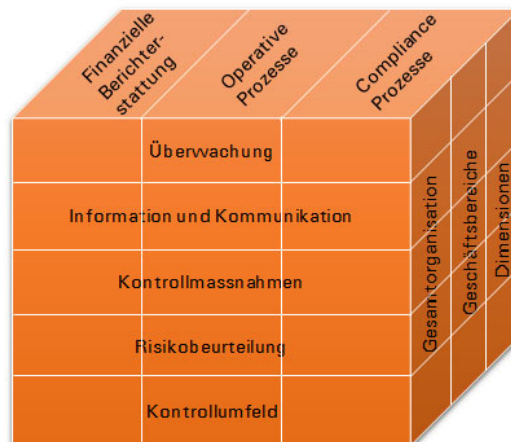 Finanzielle
Berichter-
stattung
Operative
Prozesse
Compliance
Prozesse
Überwachung
Information und Kommunikation
Kontrollmassnahmen
Risikobeurteilung
Kontrollumfeld
Gesamtorganisation
Geschäftsbereiche
Dimensionen